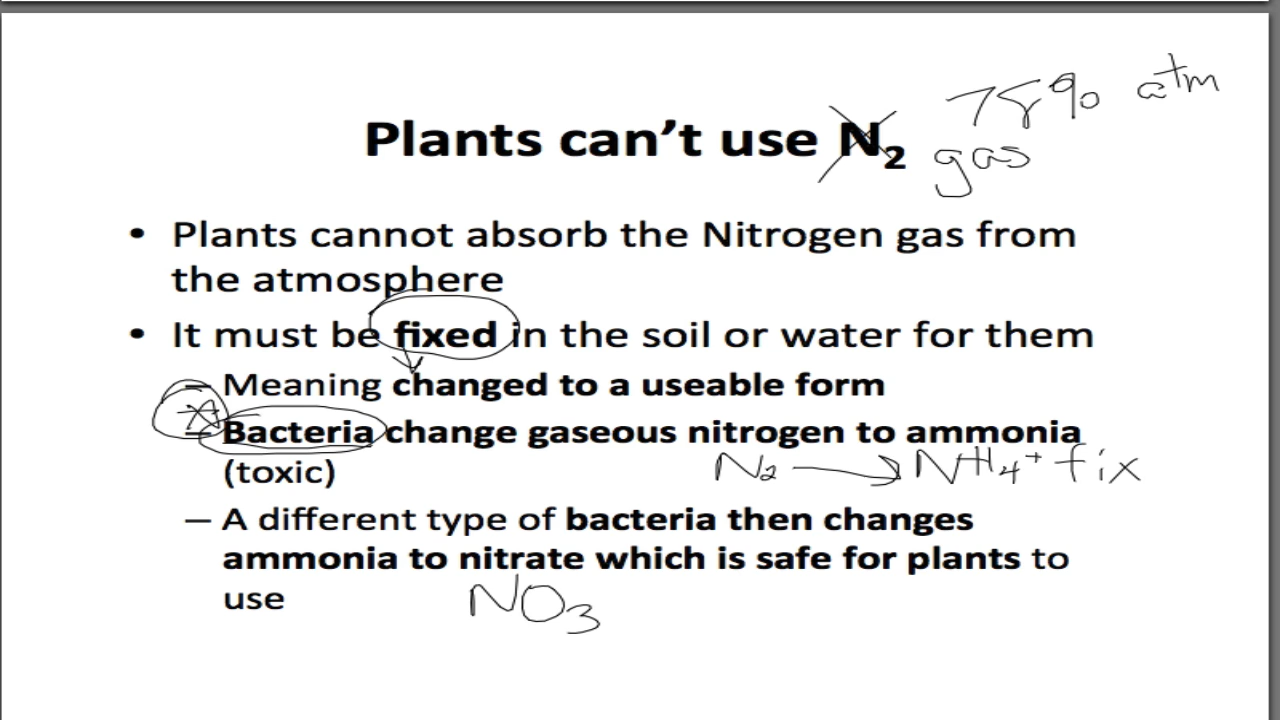 78% atm
Plants can't use N₂ gas
• Plants cannot absorb the Nitrogen gas from
the atmosphere
• It must be fixed in the soil or water for them
– Meaning changed to a useable form
– Bacteria change gaseous nitrogen to ammonia
(toxic) N₂ → NH₄⁺ fix
– A different type of bacteria then changes
ammonia to nitrate which is safe for plants to
use NO₃